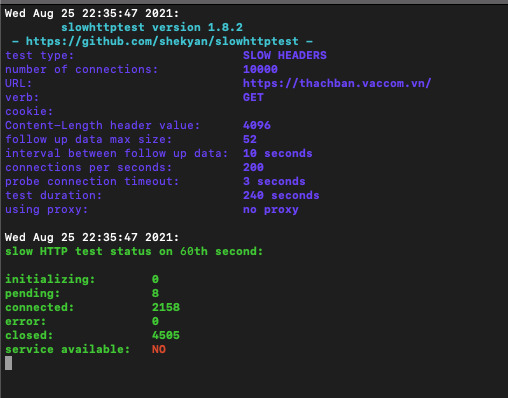 Wed Aug 25 22:35:47 2021:
slowhttptest version 1.8.2
- https://github.com/shekyan/slowhttptest -
test type: SLOW HEADERS
number of connections: 10000
URL: https://thachban.vaccom.vn/
verb: GET
cookie:
Content-Length header value: 4096
follow up data max size: 52
interval between follow up data: 10 seconds
connections per seconds: 200
probe connection timeout: 3 seconds
test duration: 240 seconds
using proxy: no proxy
Wed Aug 25 22:35:47 2021:
slow HTTP test status on 60th second:
initializing: 0
pending: 8
connected: 2158
error: 0
closed: 4505
service available: NO